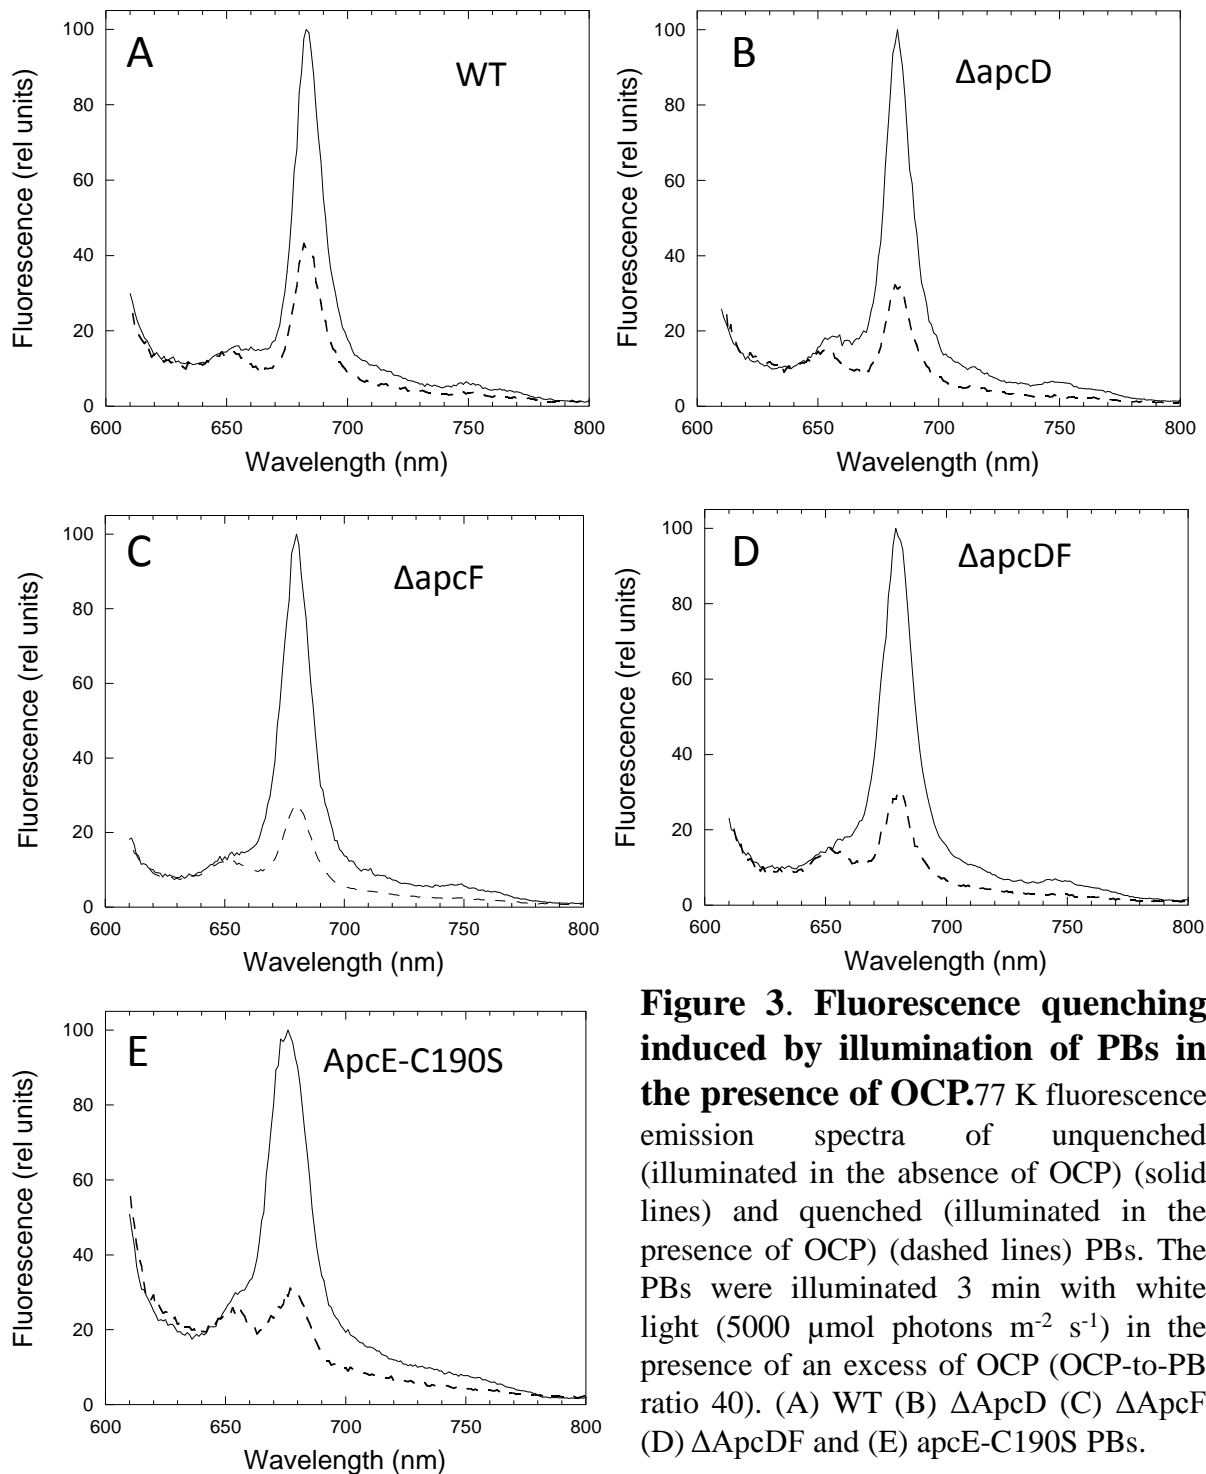 A
WT
100
80
60
40
20
0
600
650
700
750
800
Fluorescence (rel units)
Wavelength (nm)
B
ΔapcD
100
80
60
40
20
0
600
650
700
750
800
Fluorescence (rel units)
Wavelength (nm)
C
ΔapcF
100
80
60
40
20
0
600
650
700
750
800
Fluorescence (rel units)
Wavelength (nm)
D
ΔapcDF
100
80
60
40
20
0
600
650
700
750
800
Fluorescence (rel units)
Wavelength (nm)
E
ApcE-C190S
100
80
60
40
20
0
600
650
700
750
800
Fluorescence (rel units)
Wavelength (nm)
Figure 3. Fluorescence quenching
induced by illumination of PBs in
the presence of OCP.77 K fluorescence
emission spectra of unquenched
(illuminated in the absence of OCP) (solid
lines) and quenched (illuminated in the
presence of OCP) (dashed lines) PBs. The
PBs were illuminated 3 min with white
light (5000 µmol photons m-2 s-1) in the
presence of an excess of OCP (OCP-to-PB
ratio 40). (A) WT (B) ΔApcD (C) ΔApcF
(D) ΔApcDF and (E) apcE-C190S PBs.